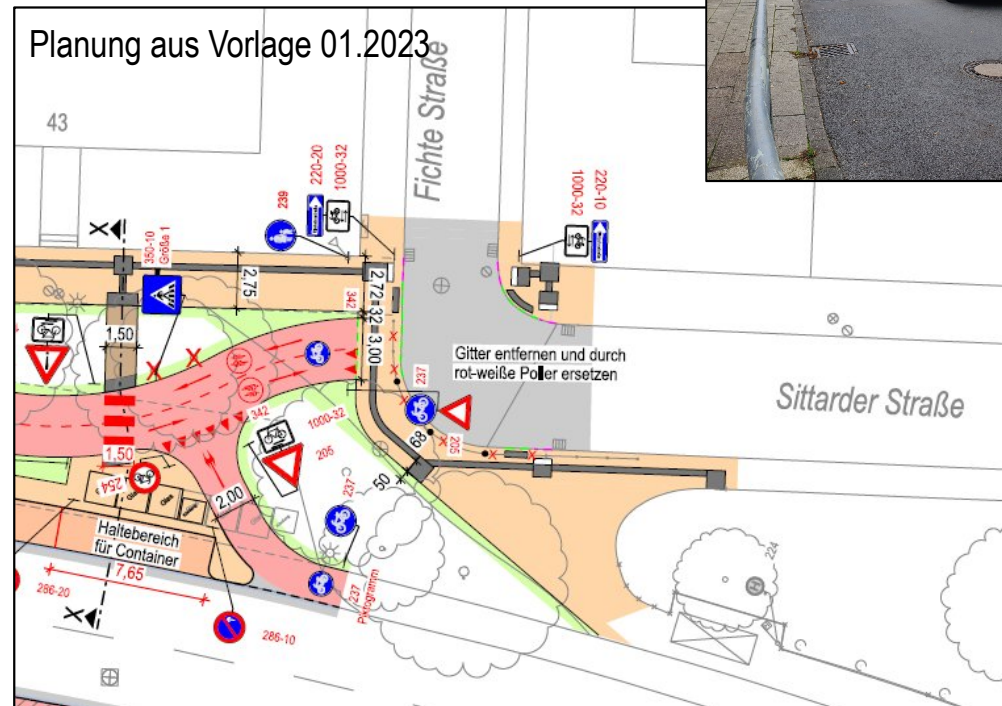 Planung aus Vorlage 01.2023
Fichte Straße
43
239
220-20
1000-32
1000-32
220-10
X
350-10
Größe 1
2,75
2,72
32
3,00
342
1,50
Gitter entfernen und durch
rot-weiße Poller ersetzen
237
205
Sittarder Straße
342
1000-32
205
68
50
1,50
254
2,00
237
Haltebereich
für Container
7,65
286-20
X
286-10
237
Piktogramm
224